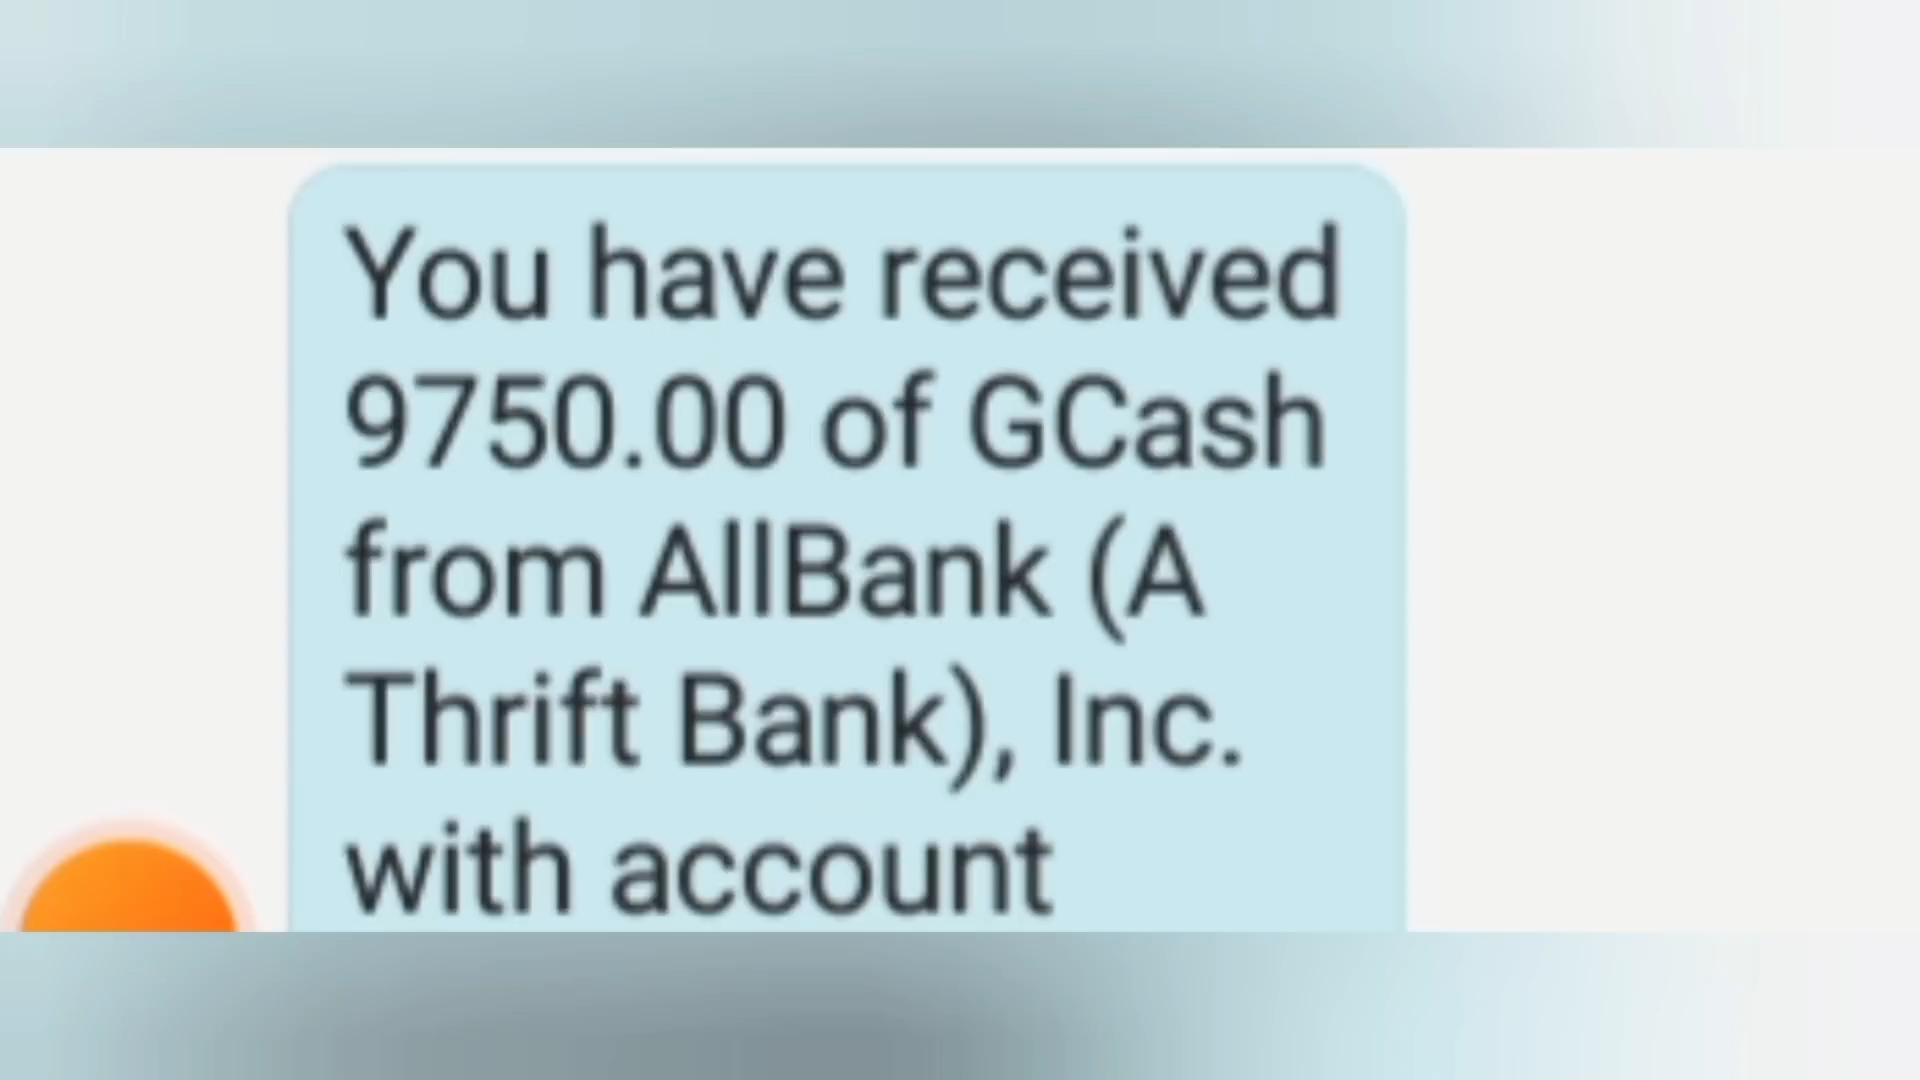 You have received
9750.00 of GCash
from AllBank (A
Thrift Bank), Inc.
with account